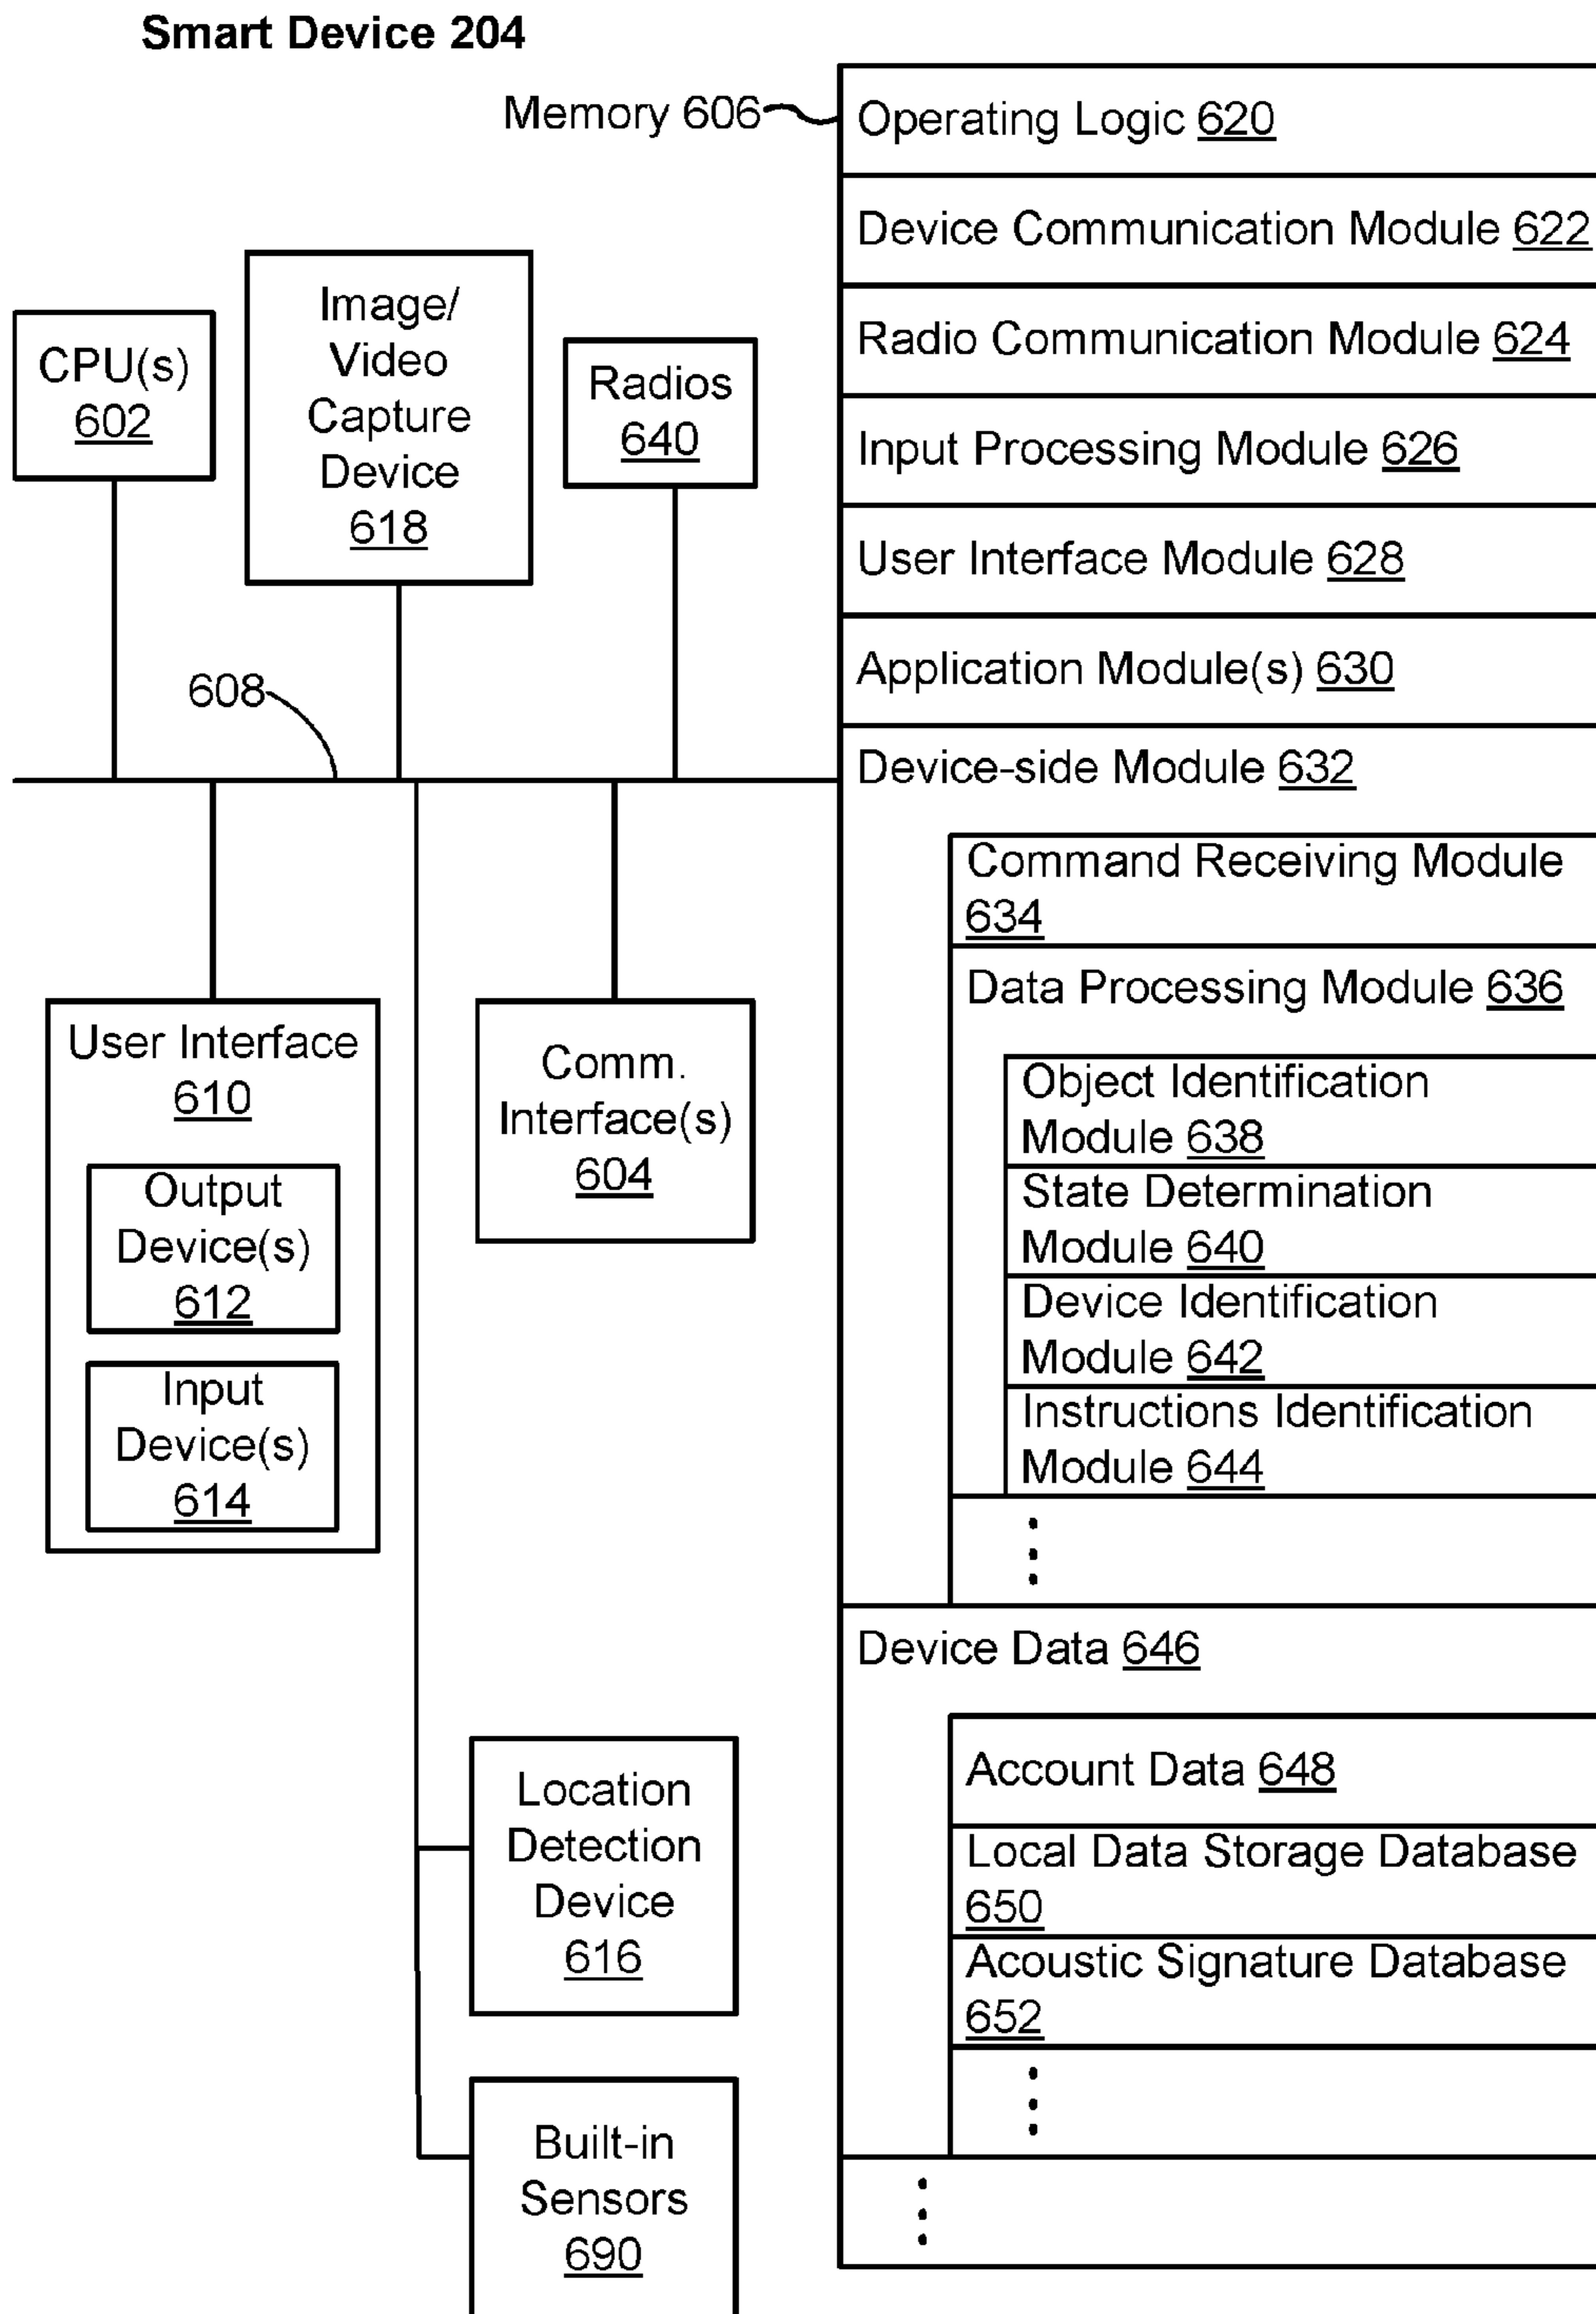 Smart Device 204
Memory 606
CPU(s)
602
Image/
Video
Capture
Device
618
Radios
640
608
User Interface
610
Output
Device(s)
612
Input
Device(s)
614
Comm.
Interface(s)
604
Location
Detection
Device
616
Built-in
Sensors
690
Operating Logic 620
Device Communication Module 622
Radio Communication Module 624
Input Processing Module 626
User Interface Module 628
Application Module(s) 630
Device-side Module 632
Command Receiving Module
634
Data Processing Module 636
Object Identification
Module 638
State Determination
Module 640
Device Identification
Module 642
Instructions Identification
Module 644
Device Data 646
Account Data 648
Local Data Storage Database
650
Acoustic Signature Database
652